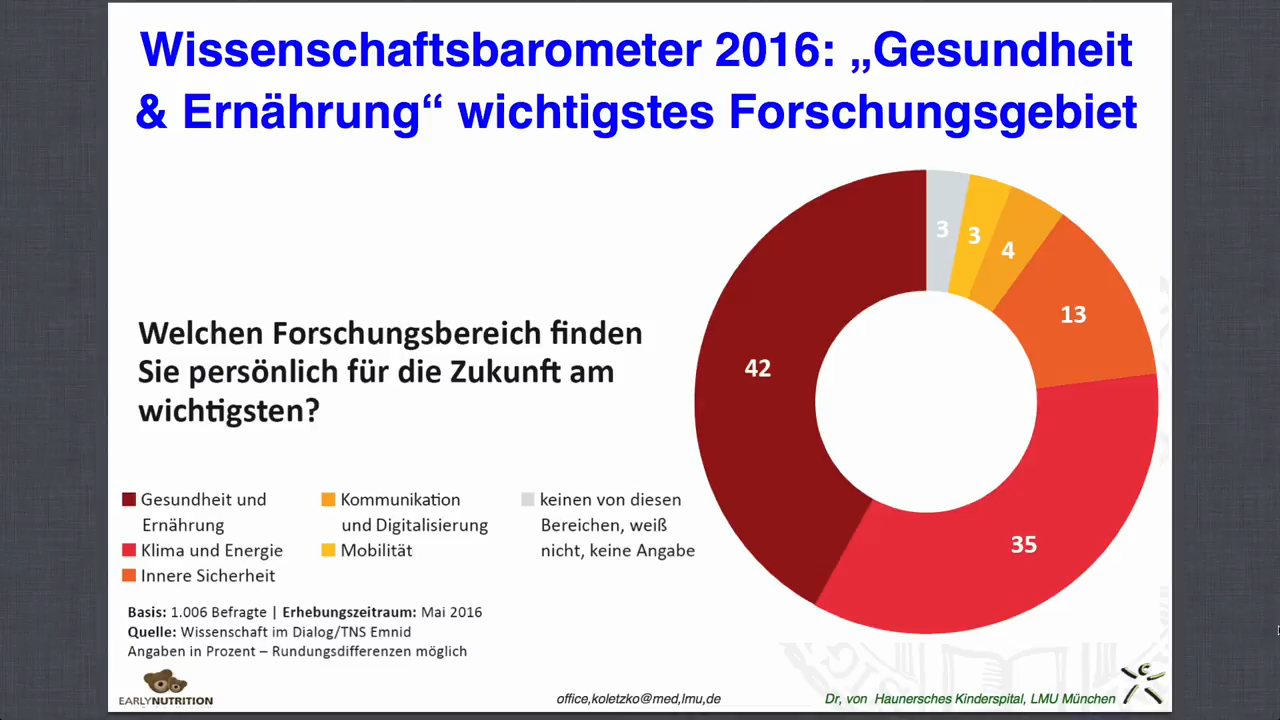 Wissenschaftsbarometer 2016: „Gesundheit
& Ernährung“ wichtigstes Forschungsgebiet
Welchen Forschungsbereich finden
Sie persönlich für die Zukunft am
wichtigsten?
3
3
4
13
42
35
Gesundheit und
Ernährung
Klima und Energie
Innere Sicherheit
Kommunikation
und Digitalisierung
Mobilität
keinen von diesen
Bereichen, weiß
nicht, keine Angabe
Basis: 1.006 Befragte | Erhebungszeitraum: Mai 2016
Quelle: Wissenschaft im Dialog/TNS Emnid
Angaben in Prozent – Rundungsdifferenzen möglich
EARLYNUTRITION
office,koletzko@med,lmu,de
Dr, von Haunersches Kinderspital, LMU München